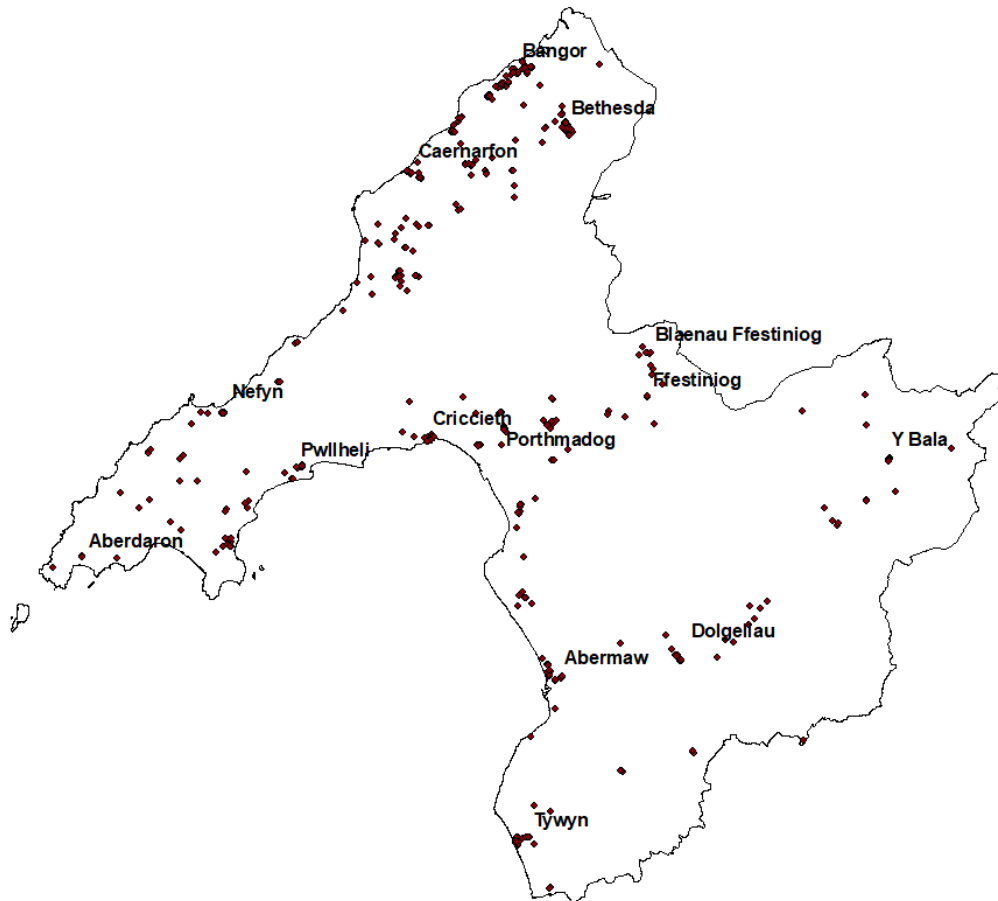 Bangor
Bethesda
Caernarfon
Blaenau Ffestiniog
Ffestiniog
Nefyn
Criccieth
Porthmadog
Y Bala
Pwllheli
Aberdaron
Dolgellau
Abermaw
Tywyn